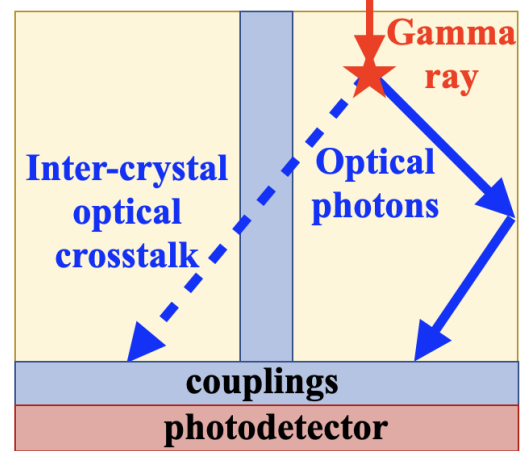 Gamma
ray
Inter-crystal
optical
crosstalk
Optical
photons
couplings
photodetector